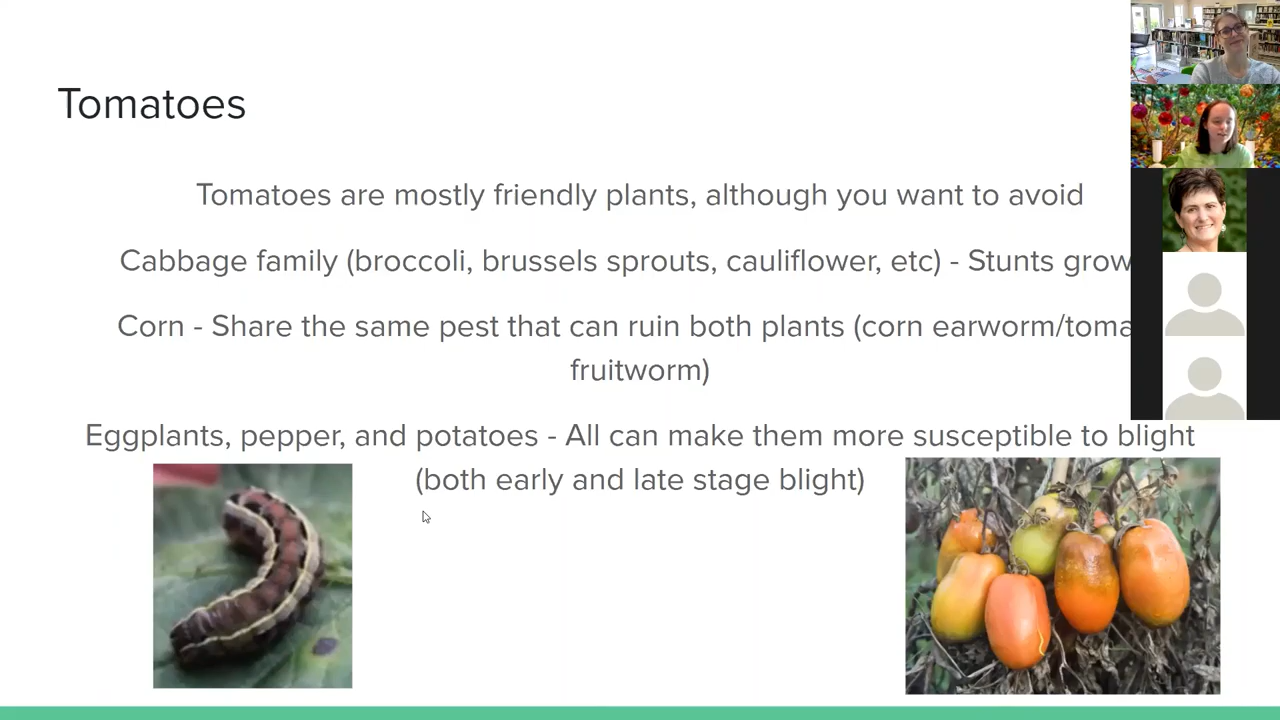 Tomatoes
Tomatoes are mostly friendly plants, although you want to avoid
Cabbage family (broccoli, brussels sprouts, cauliflower, etc) - Stunts grow
Corn - Share the same pest that can ruin both plants (corn earworm/toma
fruitworm)
Eggplants, pepper, and potatoes - All can make them more susceptible to blight
(both early and late stage blight)